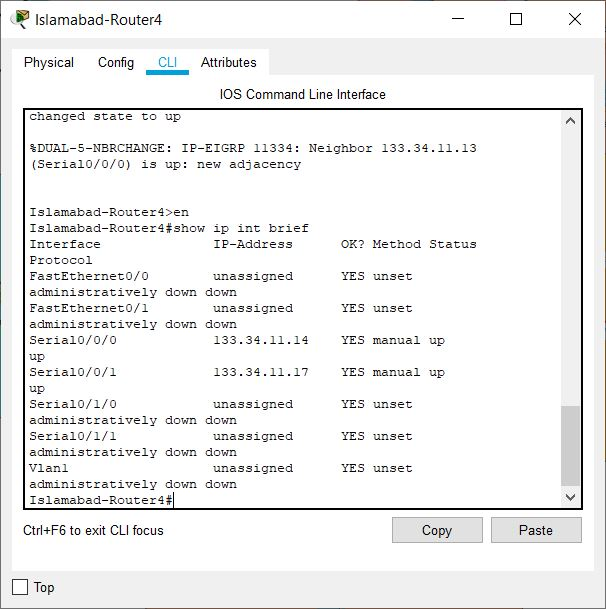 Islamabad-Router4
Physical Config CLI Attributes
IOS Command Line Interface
changed state to up
%DUAL-5-NBRCHANGE: IP-EIGRP 11334: Neighbor 133.34.11.13
(Serial0/0/0) is up: new adjacency
Islamabad-Router4>en
Islamabad-Router4#show ip int brief
Interface IP-Address OK? Method Status
Protocol
FastEthernet0/0 unassigned YES unset
administratively down down
FastEthernet0/1 unassigned YES unset
administratively down down
Serial0/0/0 133.34.11.14 YES manual up
up
Serial0/0/1 133.34.11.17 YES manual up
up
Serial0/1/0 unassigned YES unset
administratively down down
Serial0/1/1 unassigned YES unset
administratively down down
Vlan1 unassigned YES unset
administratively down down
Islamabad-Router4#
Ctrl+F6 to exit CLI focus Copy Paste
Top